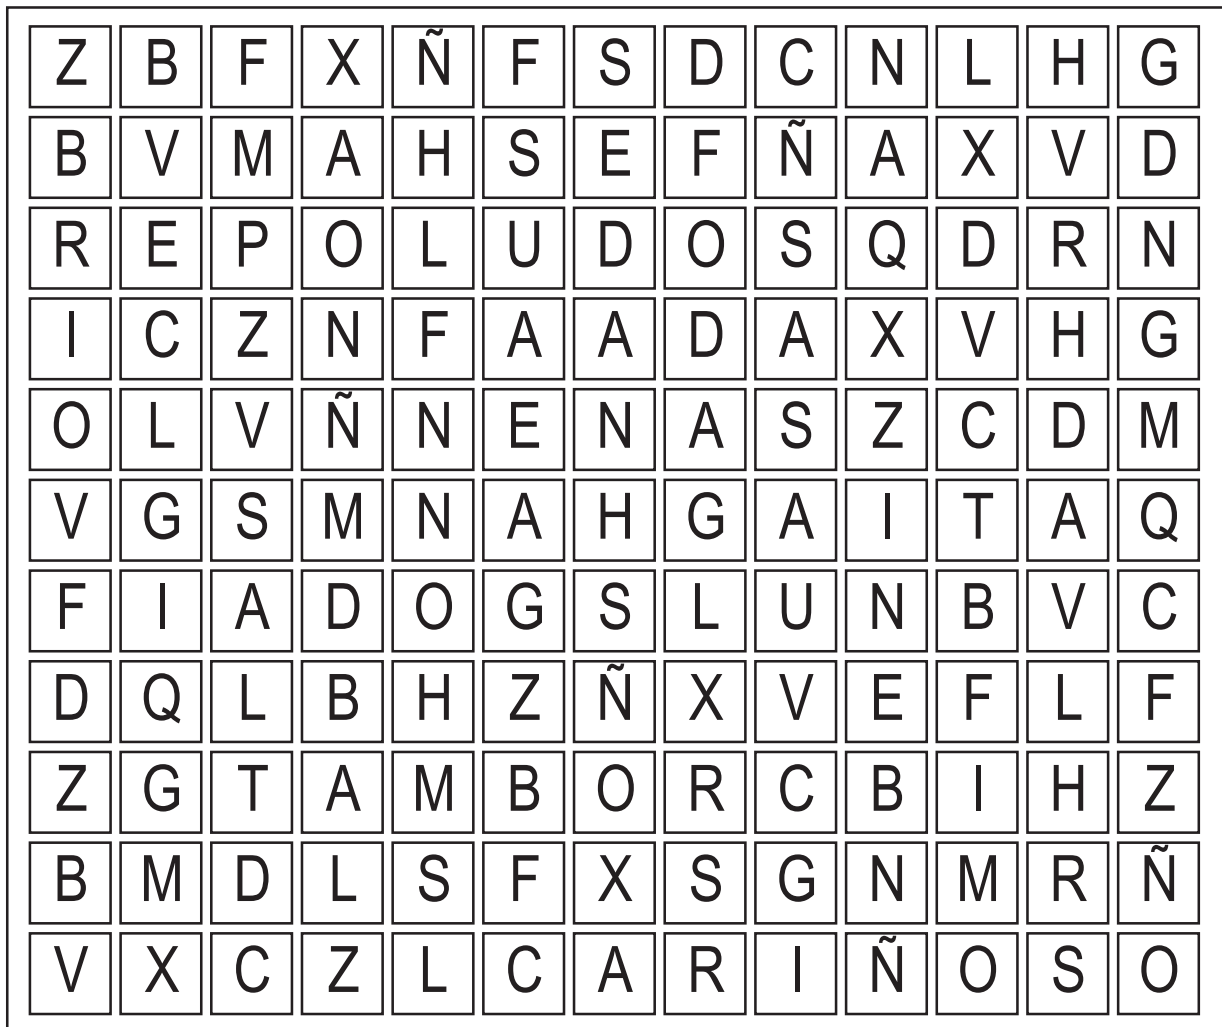 Z B F X Ñ F S D C N L H G
B V M A H S E F Ñ A X V D
R E P O L U D O S Q D R N
I C Z N F A A D A X V H G
O L V Ñ N E N A S Z C D M
V G S M N A H G A I T A Q
F I A D O G S L U N B V C
D Q L B H Z Ñ X V E F L F
Z G T A M B O R C B I H Z
B M D L S F X S G N M R Ñ
V X C Z L C A R I Ñ O S O